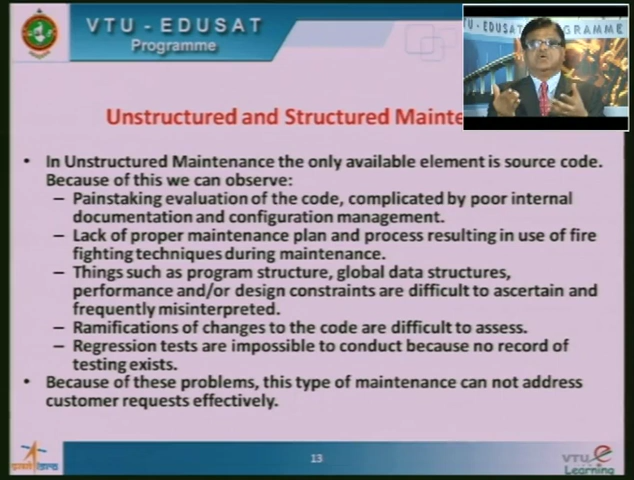 VTU - EDUSAT
Programme
VTU-EDUSAT PROGRAMME
Unstructured and Structured Mainte
• In Unstructured Maintenance the only available element is source code.
Because of this we can observe:
– Painstaking evaluation of the code, complicated by poor internal
documentation and configuration management.
– Lack of proper maintenance plan and process resulting in use of fire
fighting techniques during maintenance.
– Things such as program structure, global data structures,
performance and/or design constraints are difficult to ascertain and
frequently misinterpreted.
– Ramifications of changes to the code are difficult to assess.
– Regression tests are impossible to conduct because no record of
testing exists.
• Because of these problems, this type of maintenance can not address
customer requests effectively.
13
VTU e
Learning